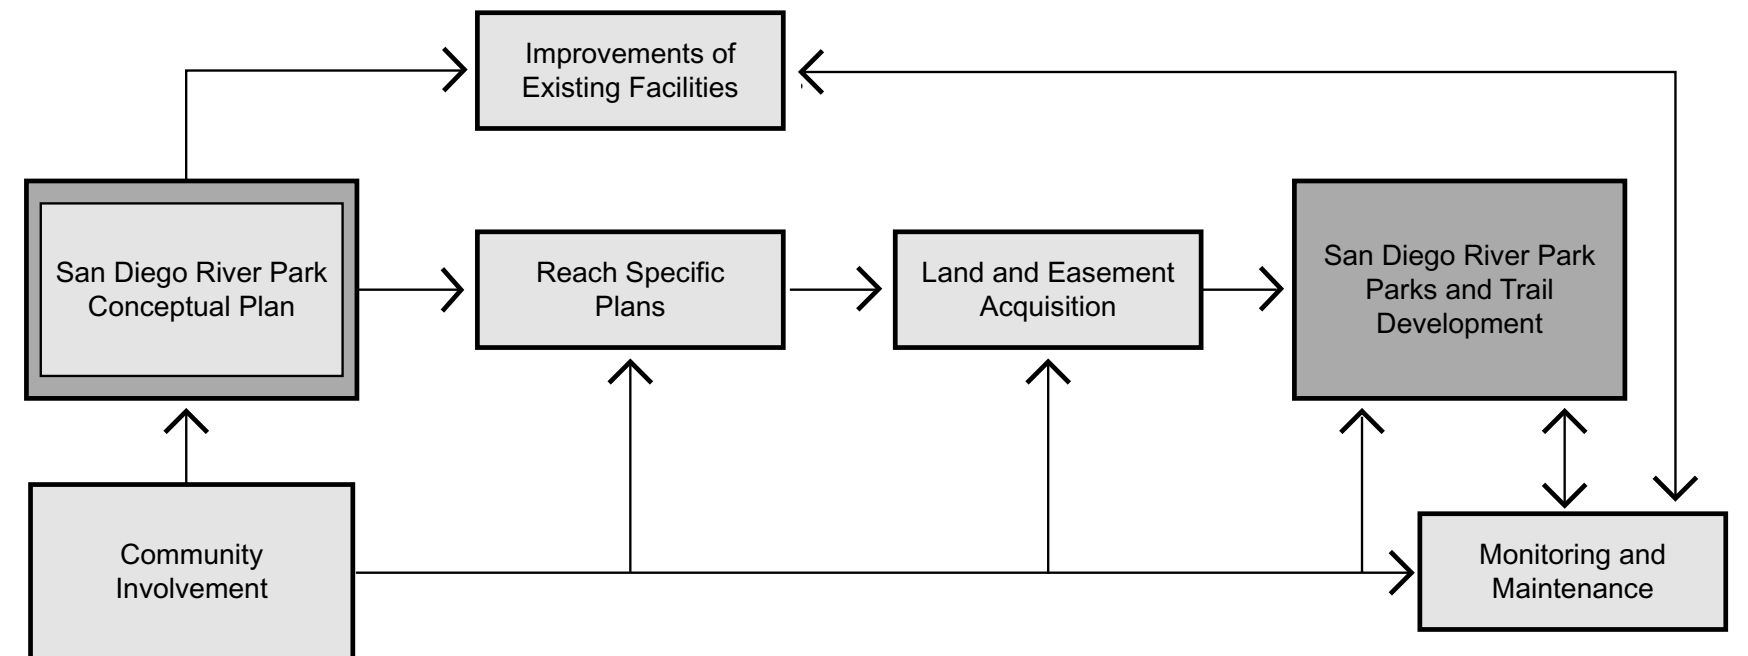 Improvements of
Existing Facilities
San Diego River Park
Conceptual Plan
Reach Specific
Plans
Land and Easement
Acquisition
San Diego River Park
Parks and Trail
Development
Community
Involvement
Monitoring and
Maintenance